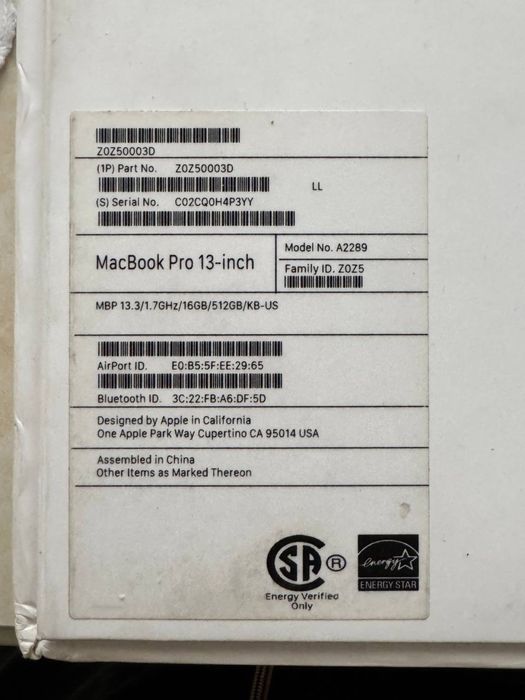 Z0Z50003D
(1P) Part No. Z0Z50003D
LL
(S) Serial No. C02CQ0H4P3YY
MacBook Pro 13-inch
Model No. A2289
Family ID. Z0Z5
MBP 13.3/1.7GHz/16GB/512GB/KB-US
AirPort ID. E0:B5:5F:EE:29:65
Bluetooth ID. 3C:22:FB:A6:DF:5D
Designed by Apple in California
One Apple Park Way Cupertino CA 95014 USA
Assembled in China
Other Items as Marked Thereon
SA ®
Energy Verified
Only
energy
ENERGY STAR